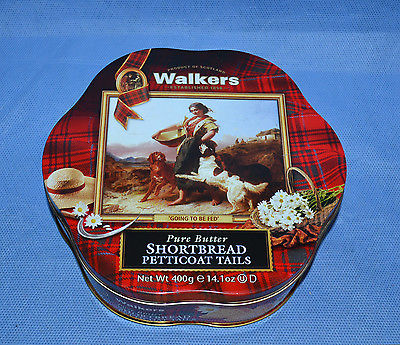 PRODUCT OF SCOTLAND
Walkers
ESTABLISHED 1898
'GOING TO BE FED'
Pure Butter
SHORTBREAD
PETTICOAT TAILS
Net Wt 400g ℮ 14.1oz Ⓤ D
Walkers